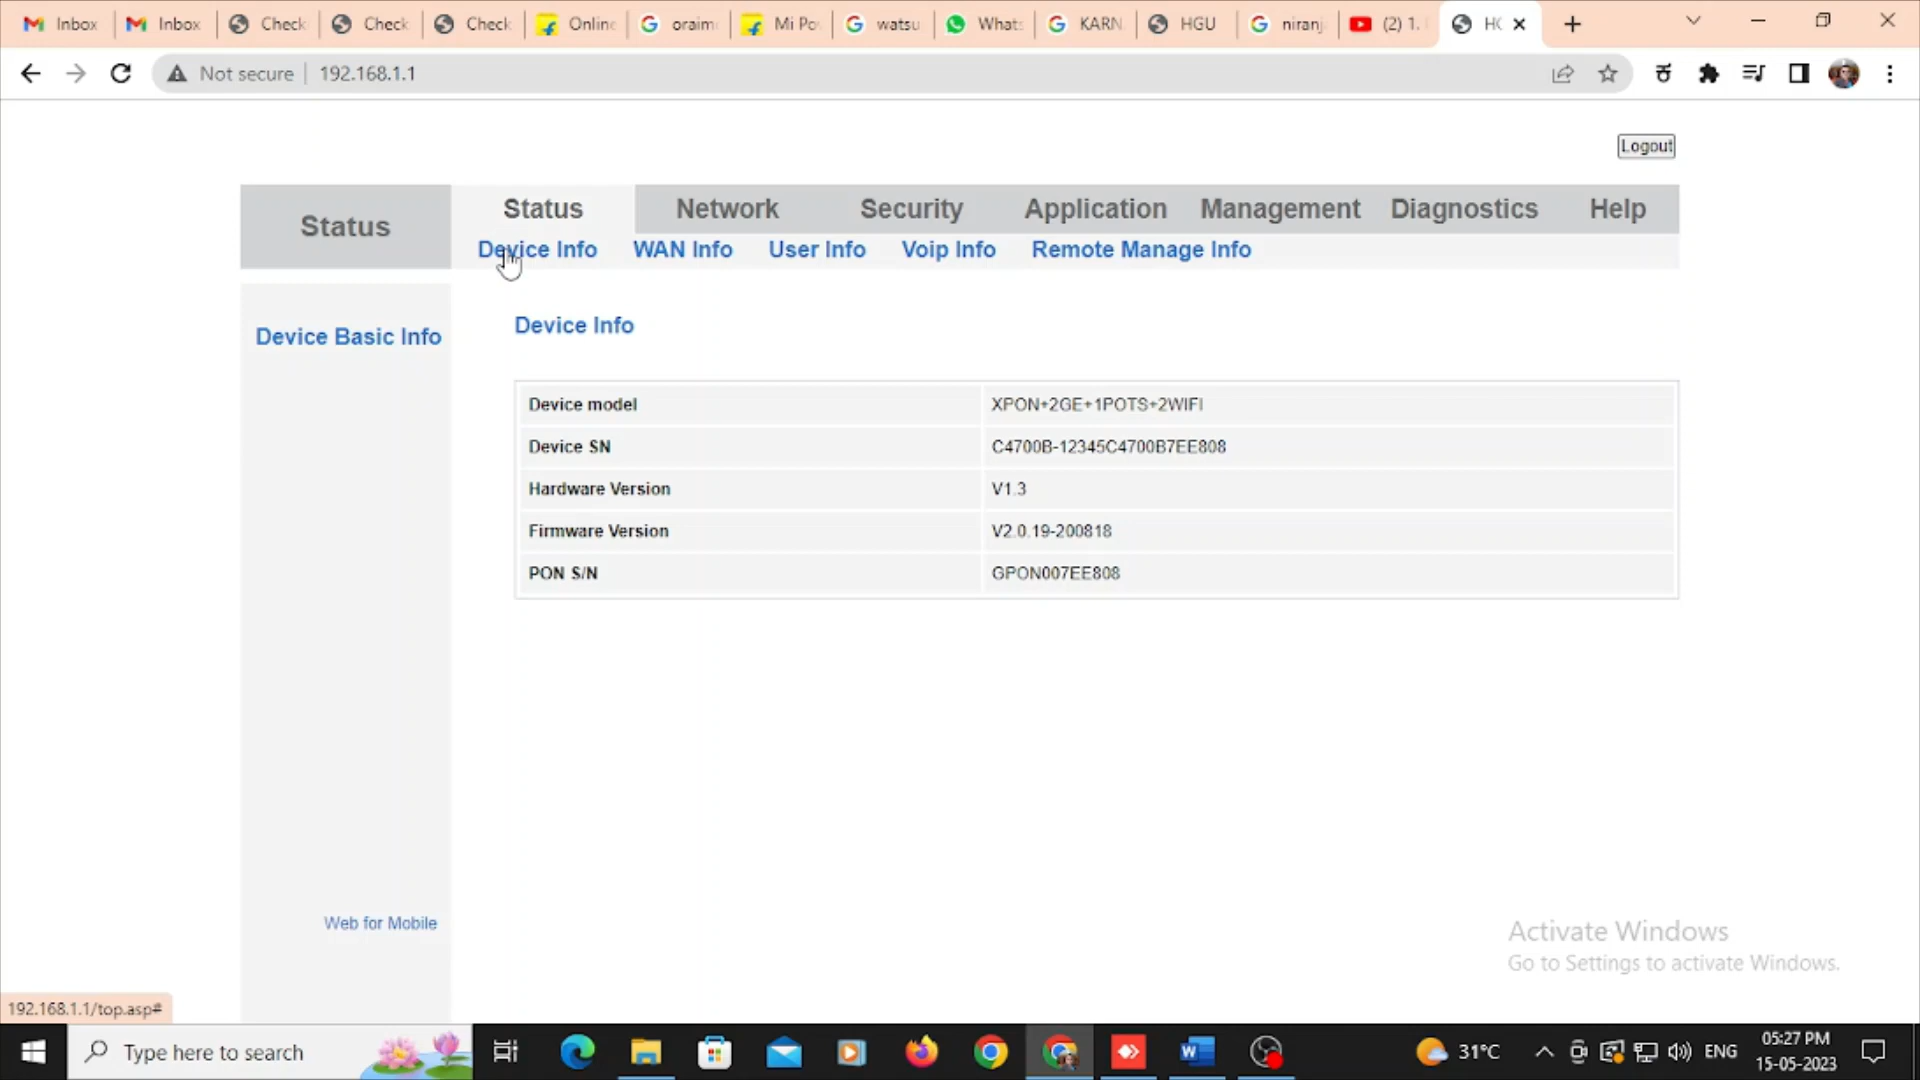 Inbox Inbox Check Check Check Online oraim Mi Po watsu Whats KARN HGU niranj (2) 1. HG
Not secure 192.168.1.1
Logout
Status Status Network Security Application Management Diagnostics Help
Device Info WAN Info User Info Voip Info Remote Manage Info
Device Basic Info
Device Info
Device model XPON+2GE+1POTS+2WIFI
Device SN C4700B-12345C4700B7EE808
Hardware Version V1.3
Firmware Version V2.0.19-200818
PON S/N GPON007EE808
Web for Mobile
Activate Windows
Go to Settings to activate Windows.
192.168.1.1/top.asp#
Type here to search 31°C ENG 05:27 PM
15-05-2023